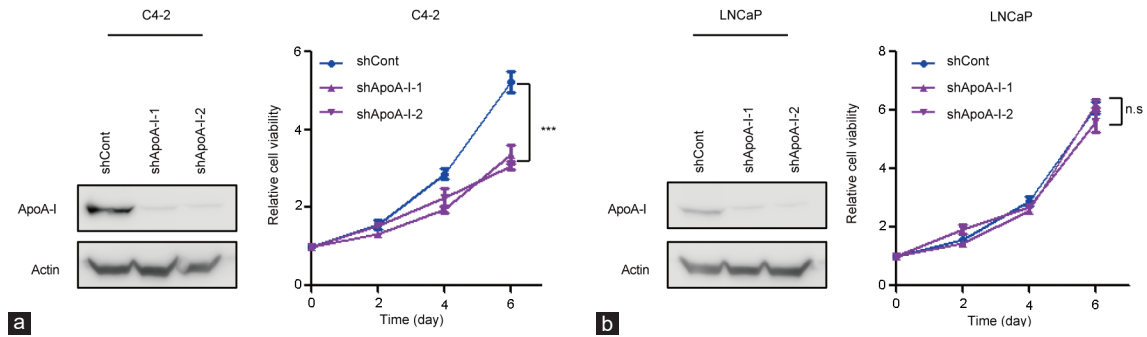 C4-2
shCont
shApoA-I-1
shApoA-I-2
ApoA-I
Actin
C4-2
Relative cell viability
6
4
2
0
shCont
shApoA-I-1
shApoA-I-2
***
0 2 4 6
Time (day)
a
LNCaP
shCont
shApoA-I-1
shApoA-I-2
ApoA-I
Actin
LNCaP
Relative cell viability
8
6
4
2
0
shCont
shApoA-I-1
shApoA-I-2
n.s
0 2 4 6
Time (day)
b